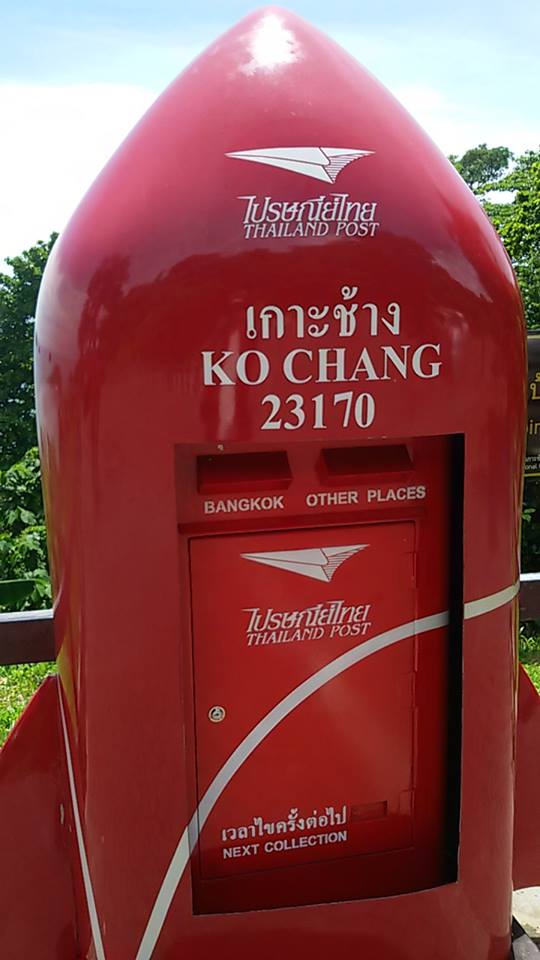 ไปรษณีย์ไทย
THAILAND POST
เกาะช้าง
KO CHANG
23170
BANGKOK OTHER PLACES
ไปรษณีย์ไทย
THAILAND POST
เวลาไขครั้งต่อไป
NEXT COLLECTION